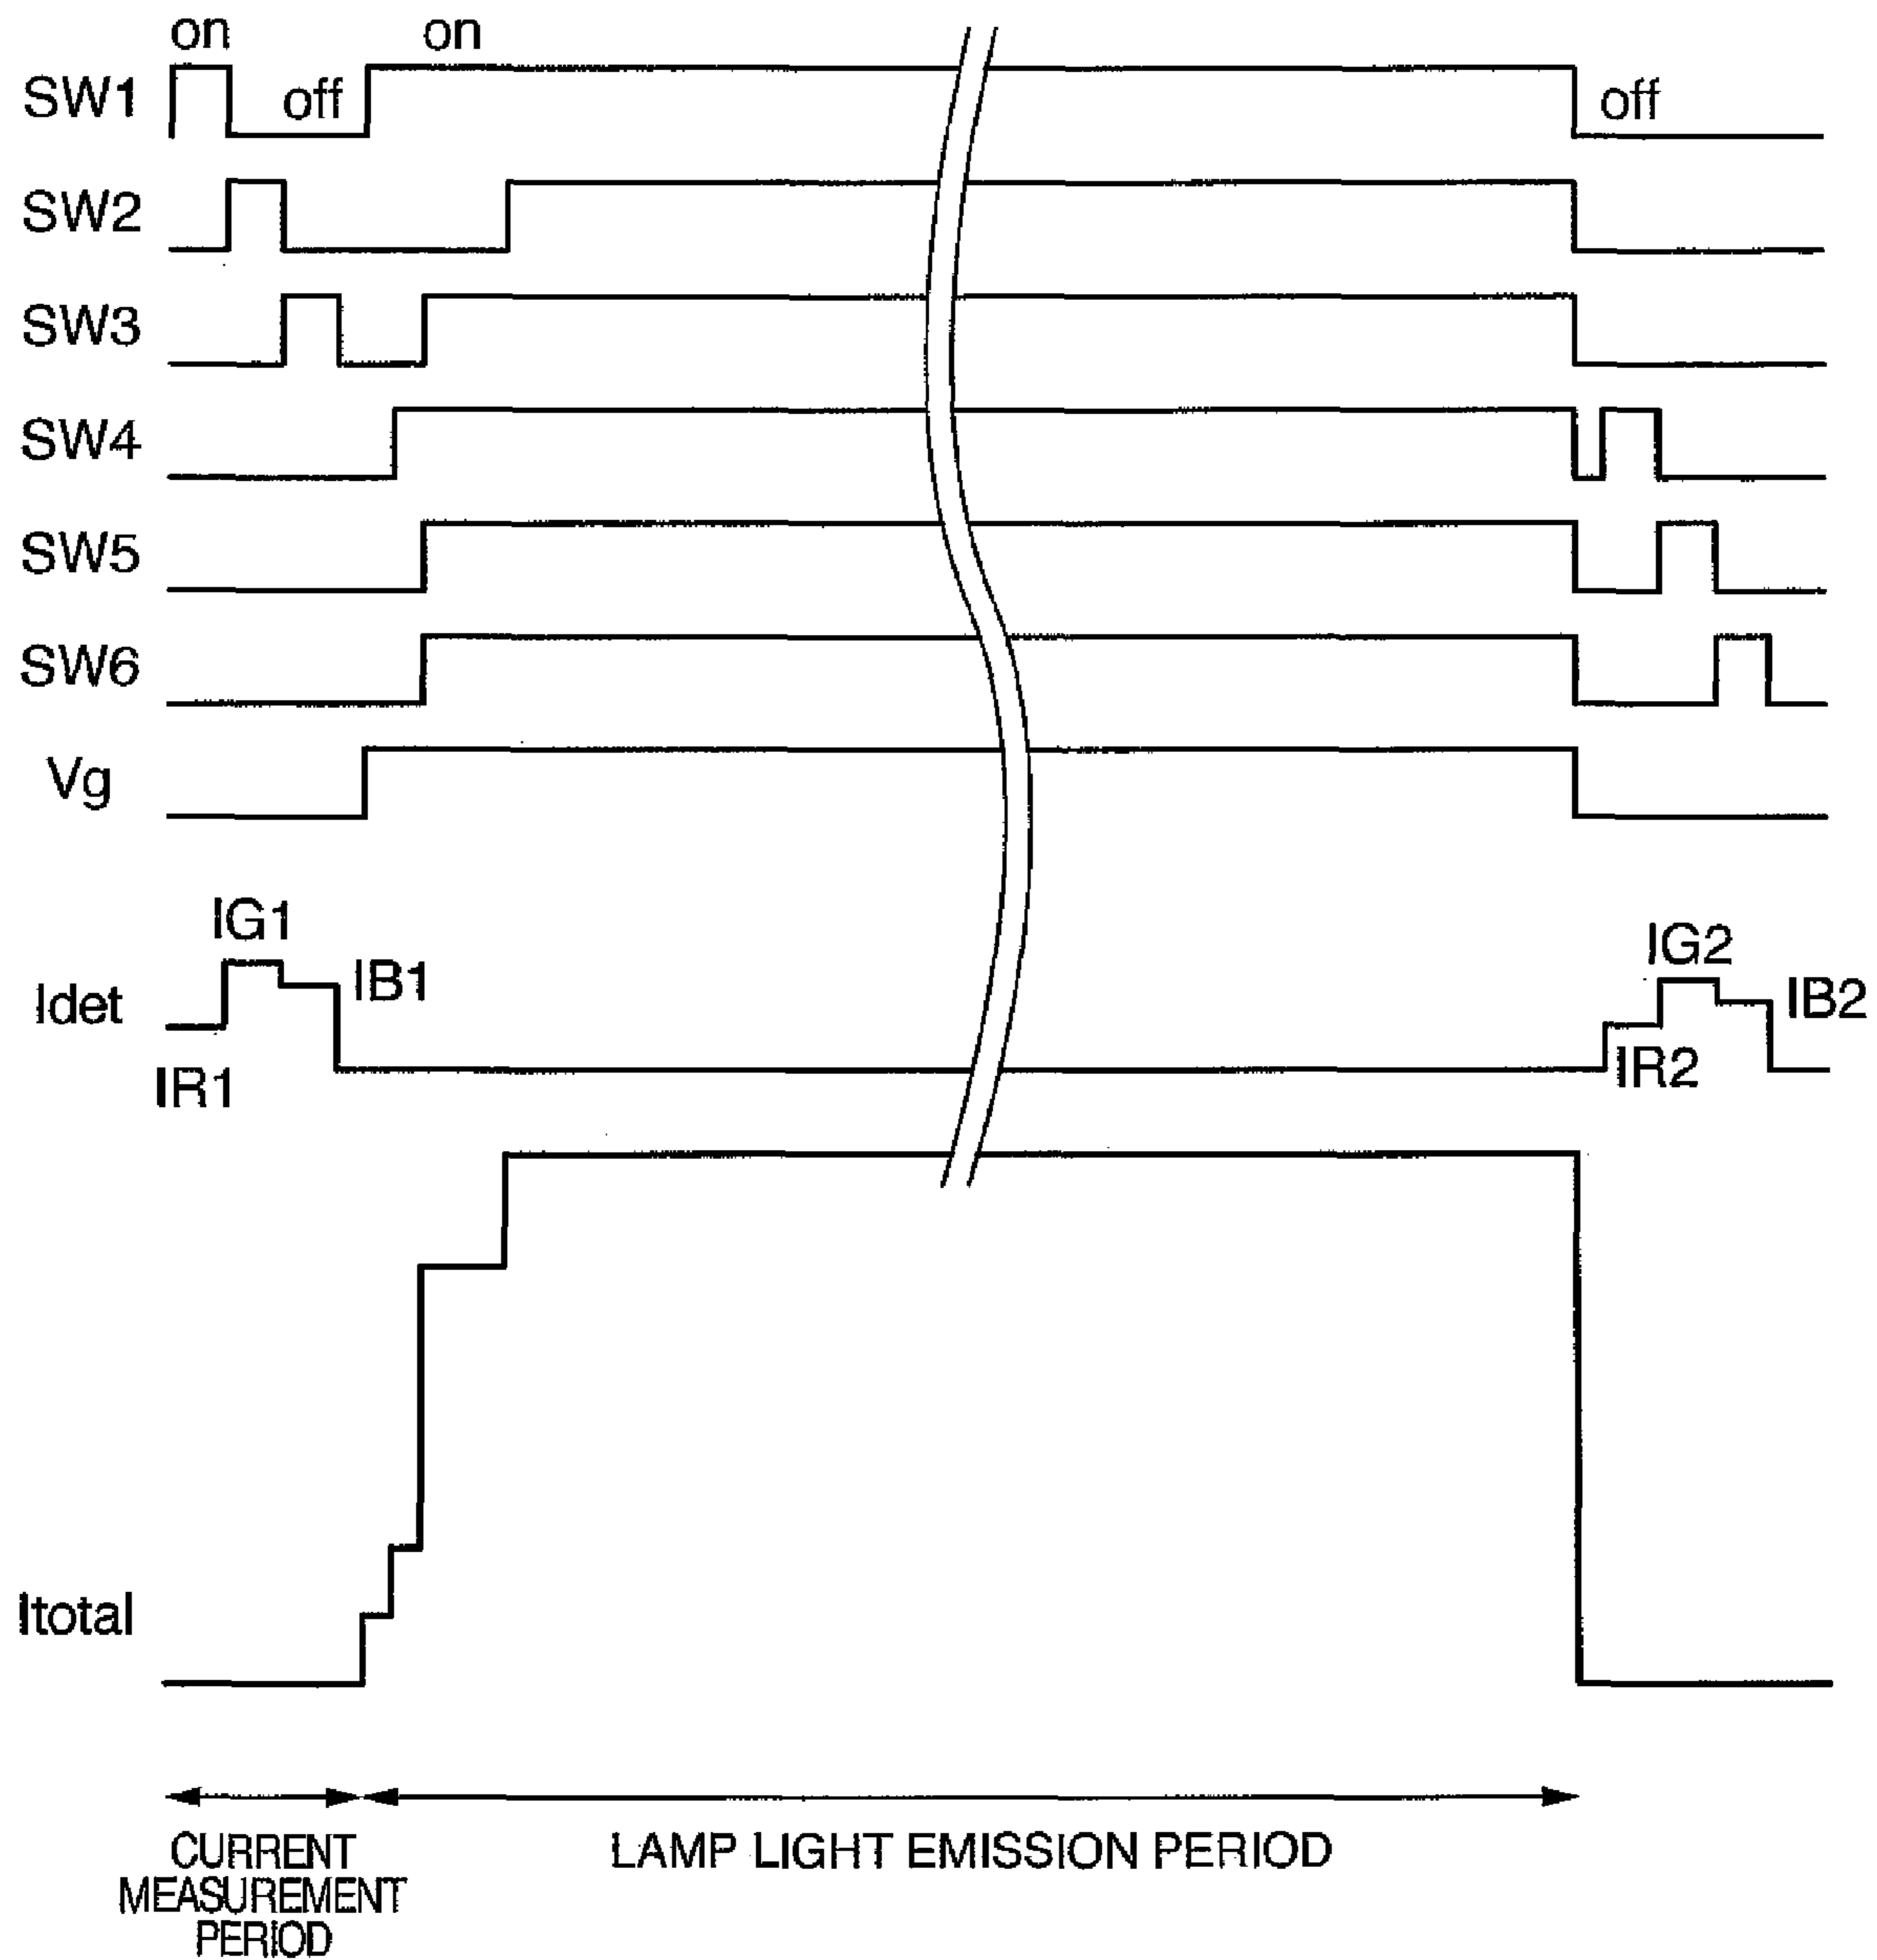 on
on
SW1
off
off
SW2
SW3
SW4
SW5
SW6
Vg
IG1
IG2
Idet
IB1
IB2
IR1
IR2
Itotal
CURRENT
MEASUREMENT
PERIOD
LAMP LIGHT EMISSION PERIOD